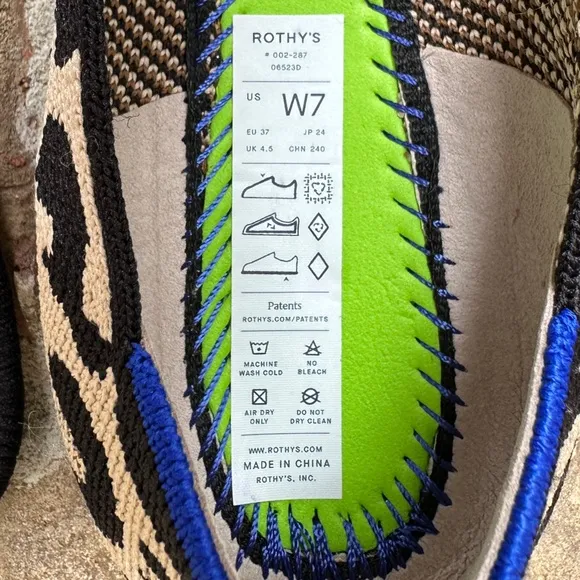 ROTHY'S
# 002-287
06523D
US W7
EU 37 JP 24
UK 4.5 CHN 240
Patents
ROTHYS.COM/PATENTS
MACHINE WASH COLD
NO BLEACH
AIR DRY ONLY
DO NOT DRY CLEAN
WWW.ROTHYS.COM
MADE IN CHINA
ROTHY'S, INC.